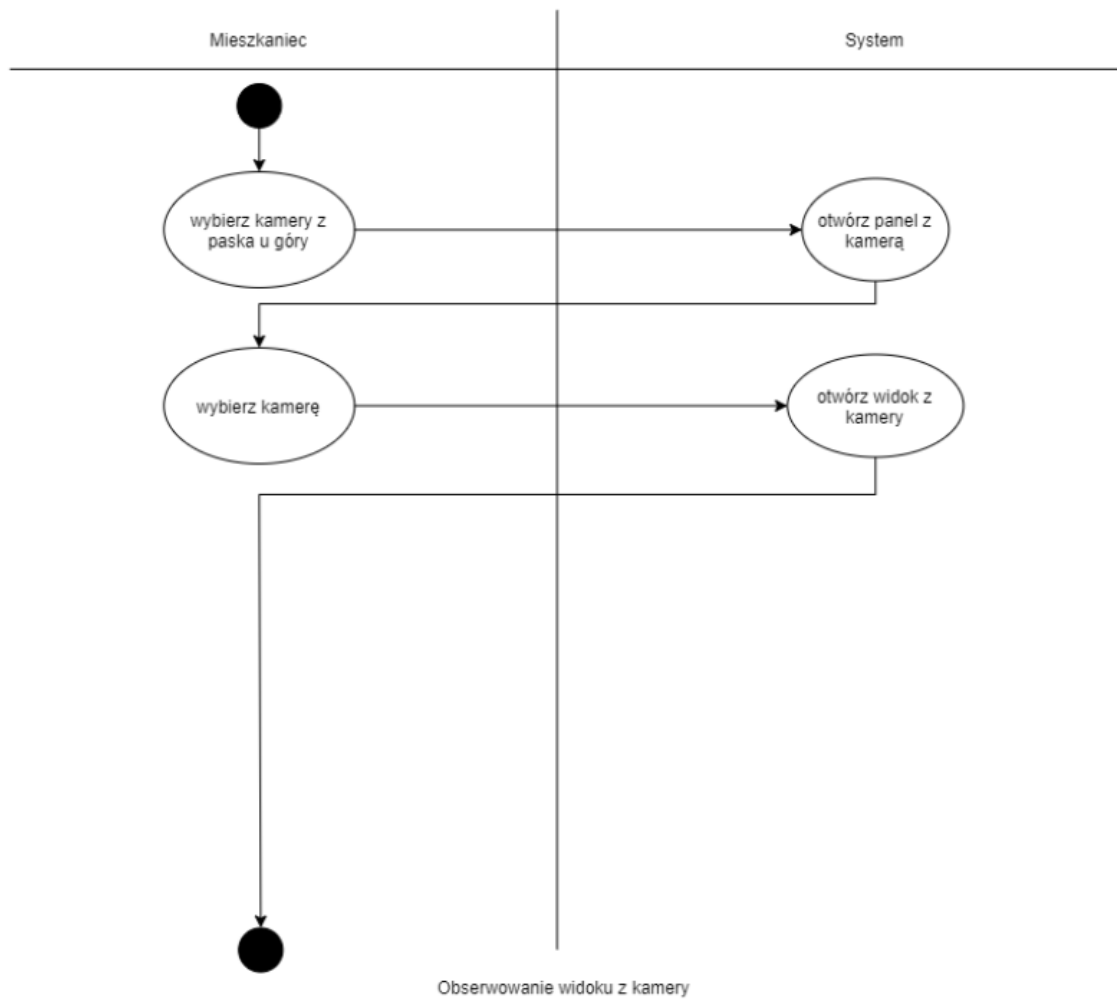 Mieszkaniec
System
wybierz kamery z
paska u góry
otwórz panel z
kamerą
wybierz kamerę
otwórz widok z
kamery
Obserwowanie widoku z kamery